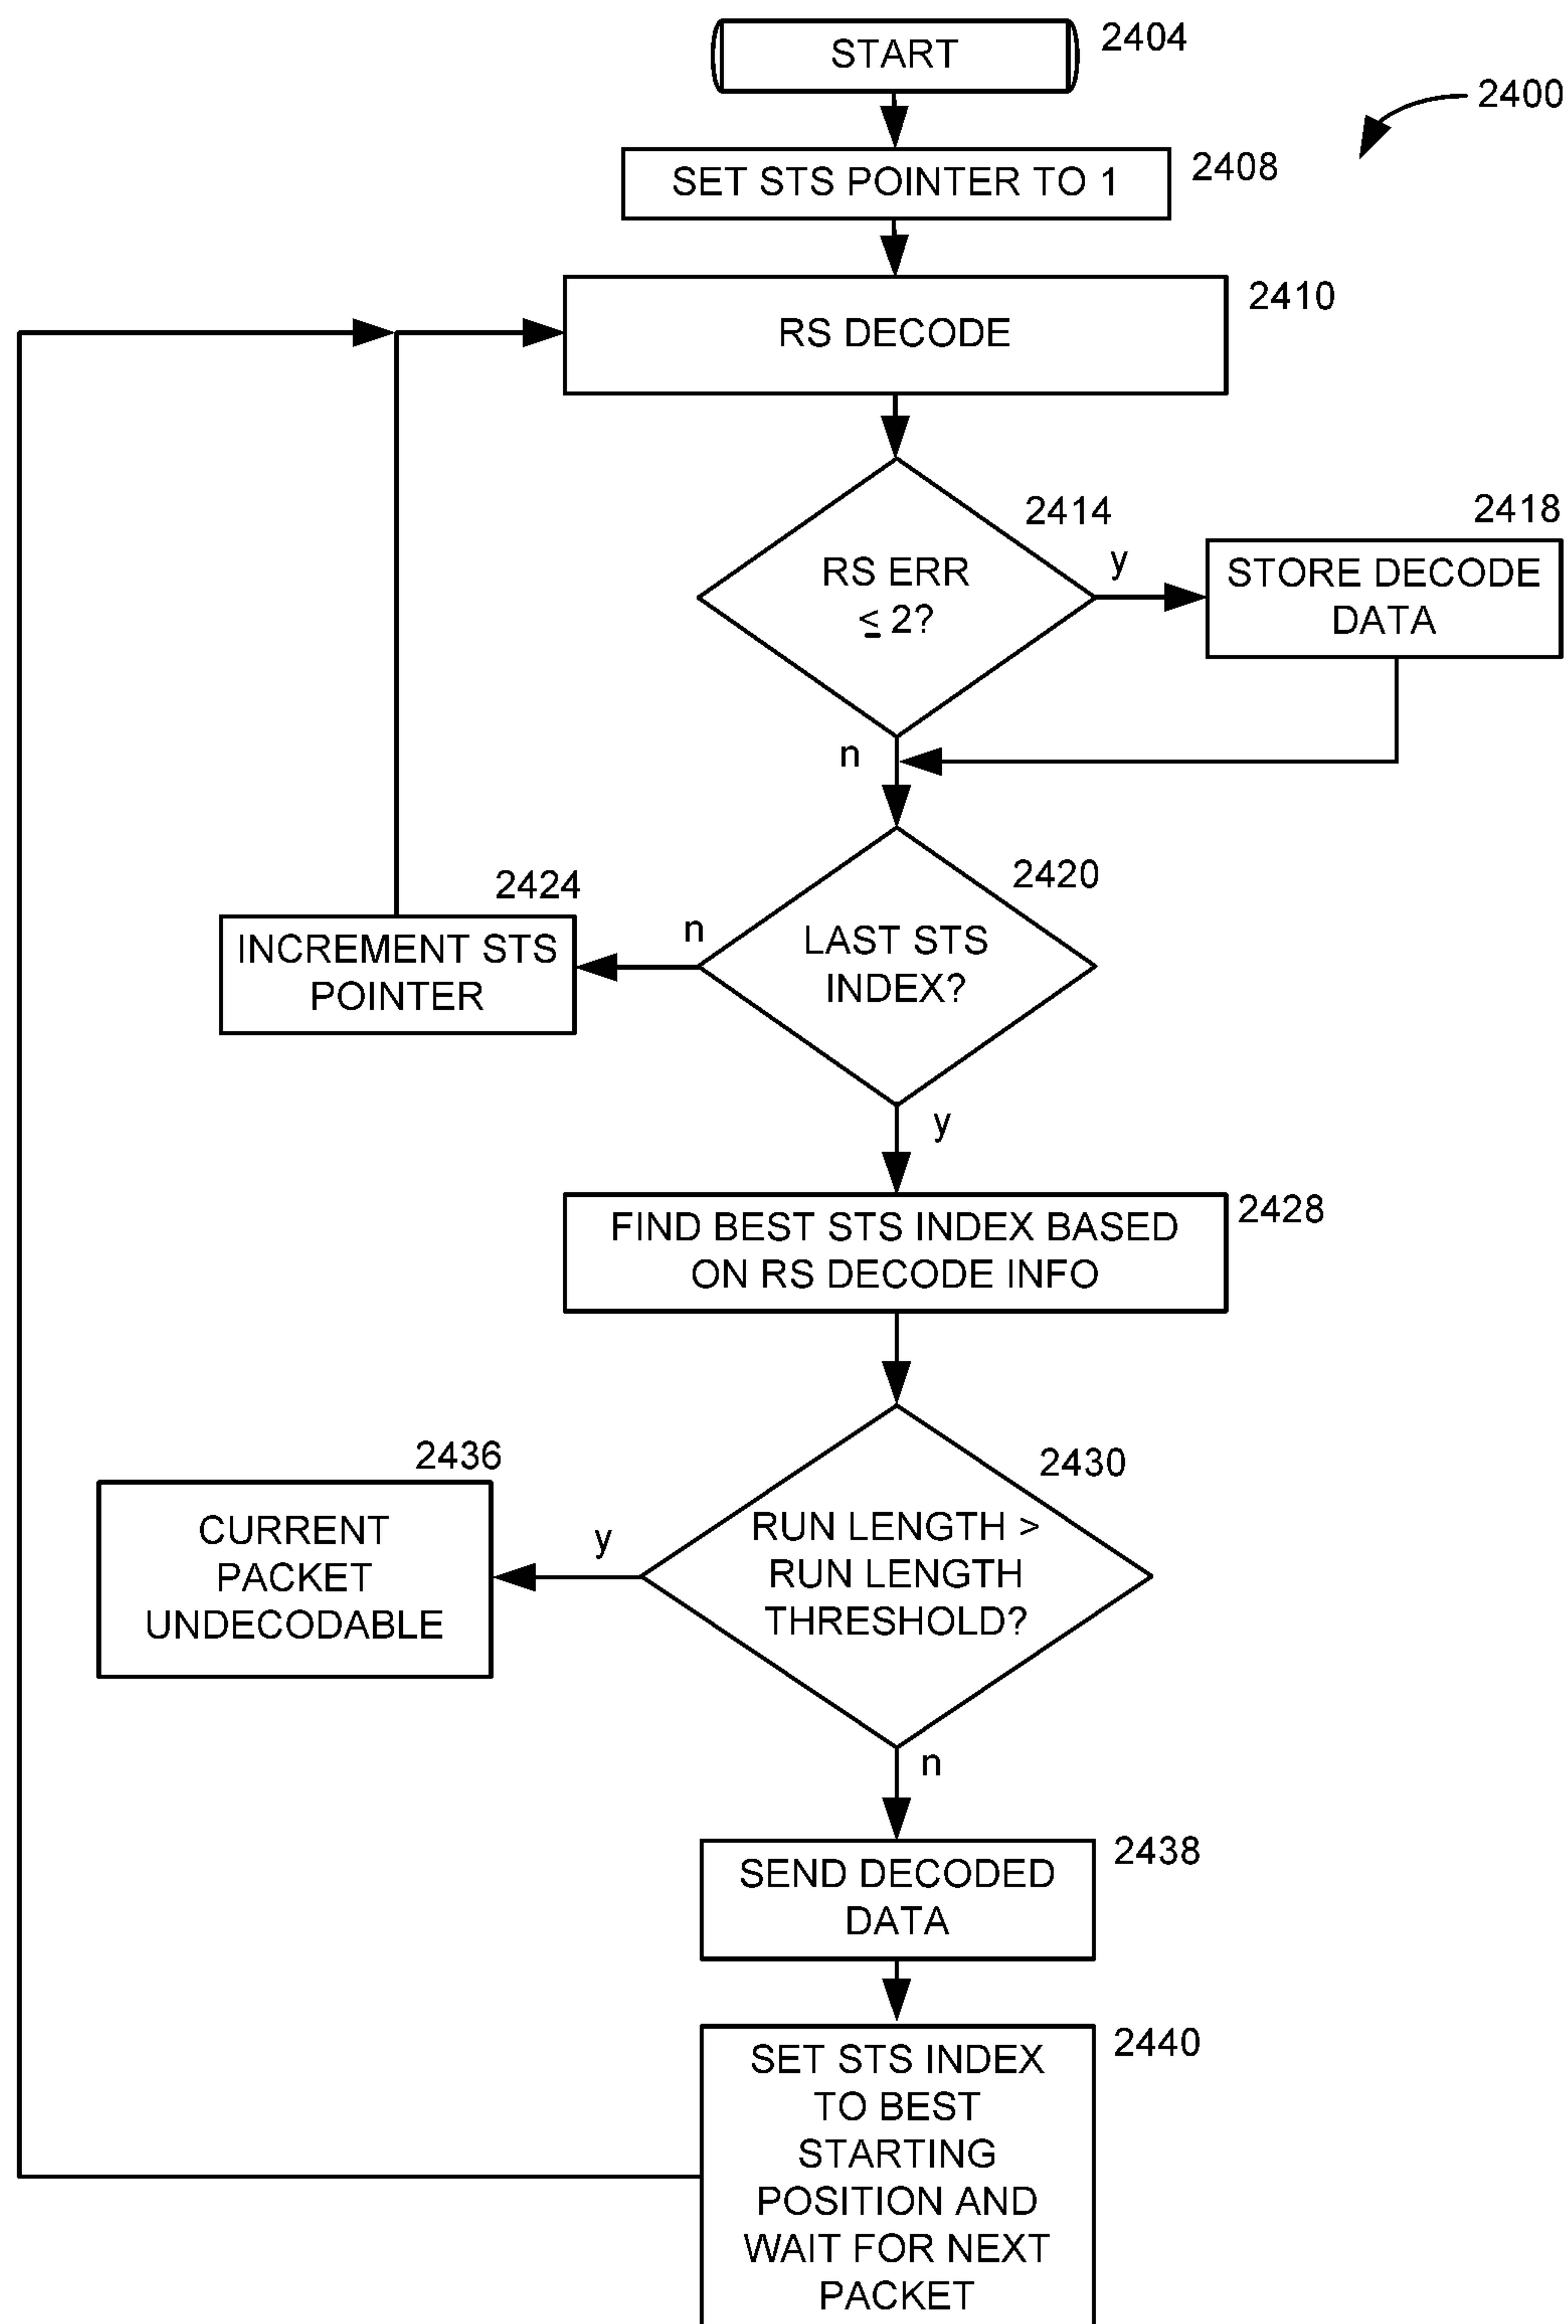 START
2404
2400
SET STS POINTER TO 1
2408
RS DECODE
2410
RS ERR
≤ 2?
2414
y
n
2418
STORE DECODE
DATA
LAST STS
INDEX?
2420
n
y
2424
INCREMENT STS
POINTER
FIND BEST STS INDEX BASED
ON RS DECODE INFO
2428
RUN LENGTH >
RUN LENGTH
THRESHOLD?
2430
y
n
2436
CURRENT
PACKET
UNDECODABLE
SEND DECODED
DATA
2438
SET STS INDEX
TO BEST
STARTING
POSITION AND
WAIT FOR NEXT
PACKET
2440